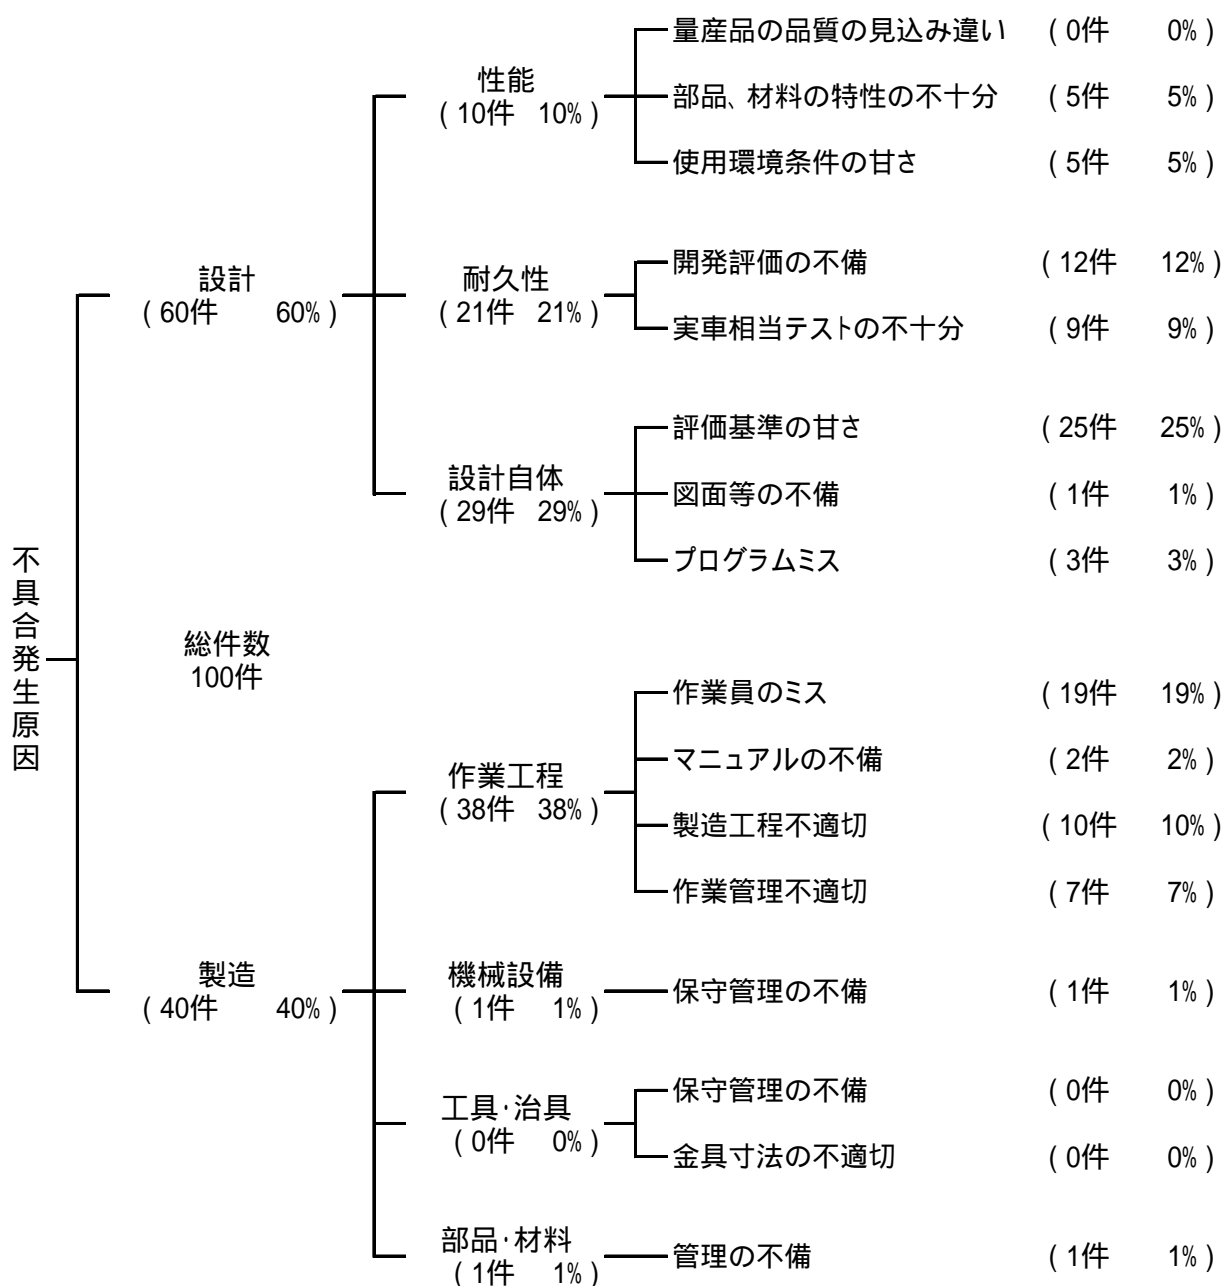 不具合発生原因
総件数
100件
設計
(60件 60%)
性能
(10件 10%)
量産品の品質の見込み違い (0件 0%)
部品、材料の特性の不十分 (5件 5%)
使用環境条件の甘さ (5件 5%)
耐久性
(21件 21%)
開発評価の不備 (12件 12%)
実車相当テストの不十分 (9件 9%)
設計自体
(29件 29%)
評価基準の甘さ (25件 25%)
図面等の不備 (1件 1%)
プログラムミス (3件 3%)
製造
(40件 40%)
作業工程
(38件 38%)
作業員のミス (19件 19%)
マニュアルの不備 (2件 2%)
製造工程不適切 (10件 10%)
作業管理不適切 (7件 7%)
機械設備
(1件 1%)
保守管理の不備 (1件 1%)
工具・治具
(0件 0%)
保守管理の不備 (0件 0%)
金具寸法の不適切 (0件 0%)
部品・材料
(1件 1%)
管理の不備 (1件 1%)